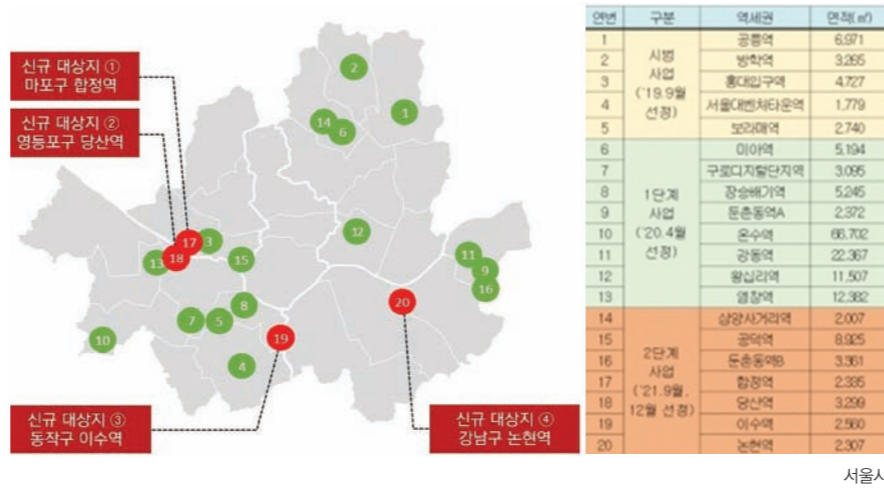 신규 대상지 ①
마포구 합정역
신규 대상지 ②
영등포구 당산역
신규 대상지 ③
동작구 이수역
신규 대상지 ④
강남구 논현역
2
1
14
6
12
3
17
18
13
15
11
9
16
20
8
7
5
19
10
4
연번 구분 역세권 면적(㎡)
시범
사업
('19.9월
선정)
1 공릉역 6,971
2 방학역 3,265
3 홍대입구역 4,727
4 서울대벤처타운역 1,779
5 보라매역 2,740
1단계
사업
('20.4월
선정)
6 미아역 5,194
7 구로디지털단지역 3,095
8 장승배기역 5,245
9 둔촌동역A 2,372
10 온수역 66,702
11 강동역 22,367
12 왕십리역 11,507
13 염창역 12,382
2단계
사업
('21.9월,
12월 선정)
14 삼양사거리역 2,007
15 공덕역 8,925
16 둔촌동역B 3,361
17 합정역 2,335
18 당산역 3,299
19 이수역 2,560
20 논현역 2,307
서울시